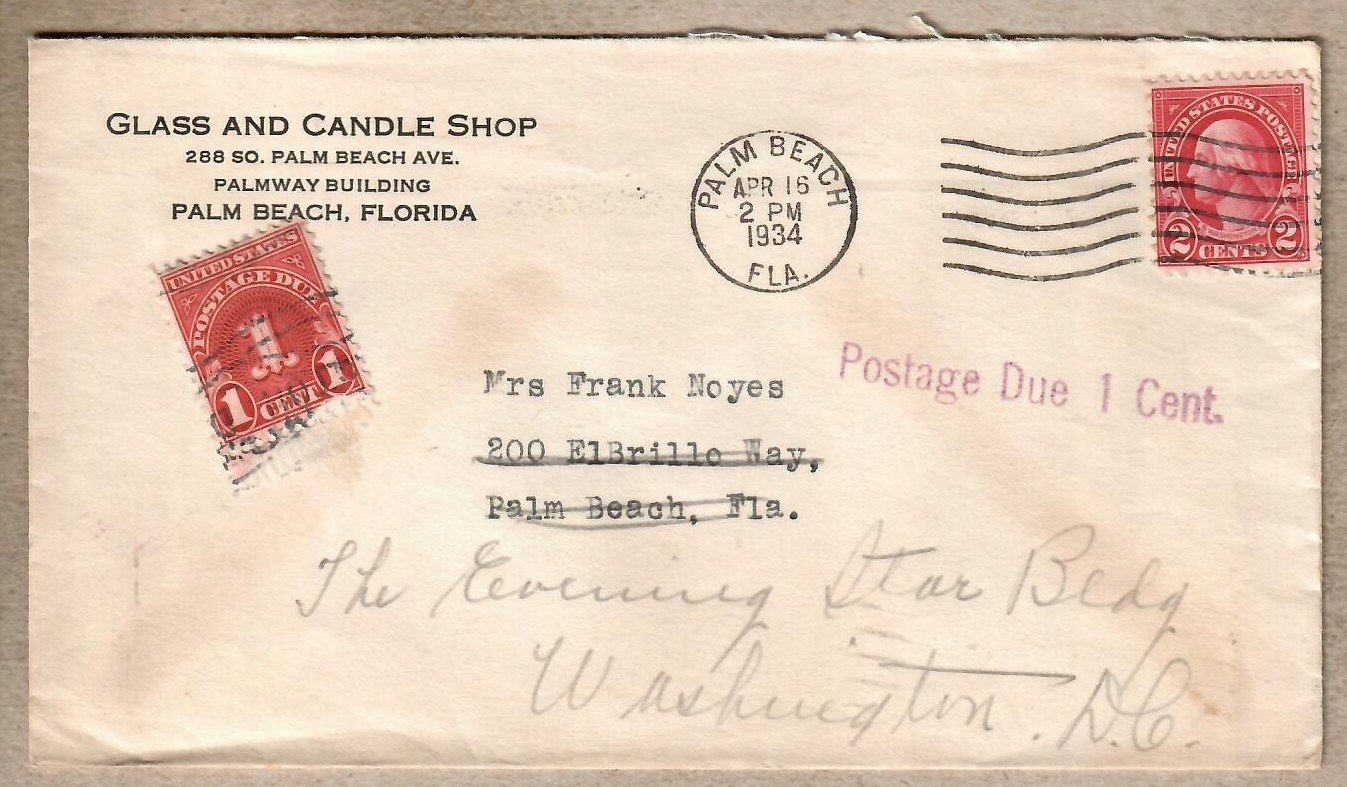 GLASS AND CANDLE SHOP
288 SO. PALM BEACH AVE.
PALMWAY BUILDING
PALM BEACH, FLORIDA
PALM BEACH
APR 16
2 PM
1934
FLA.
UNITED STATES POSTAGE
2 CENTS 2
UNITED STATES
POSTAGE DUE
1
1 CENT 1
Postage Due 1 Cent.
Mrs Frank Noyes
200 ElBrillo Way,
Palm Beach, Fla.
The Evening Star Bldg
Washington. D.C.